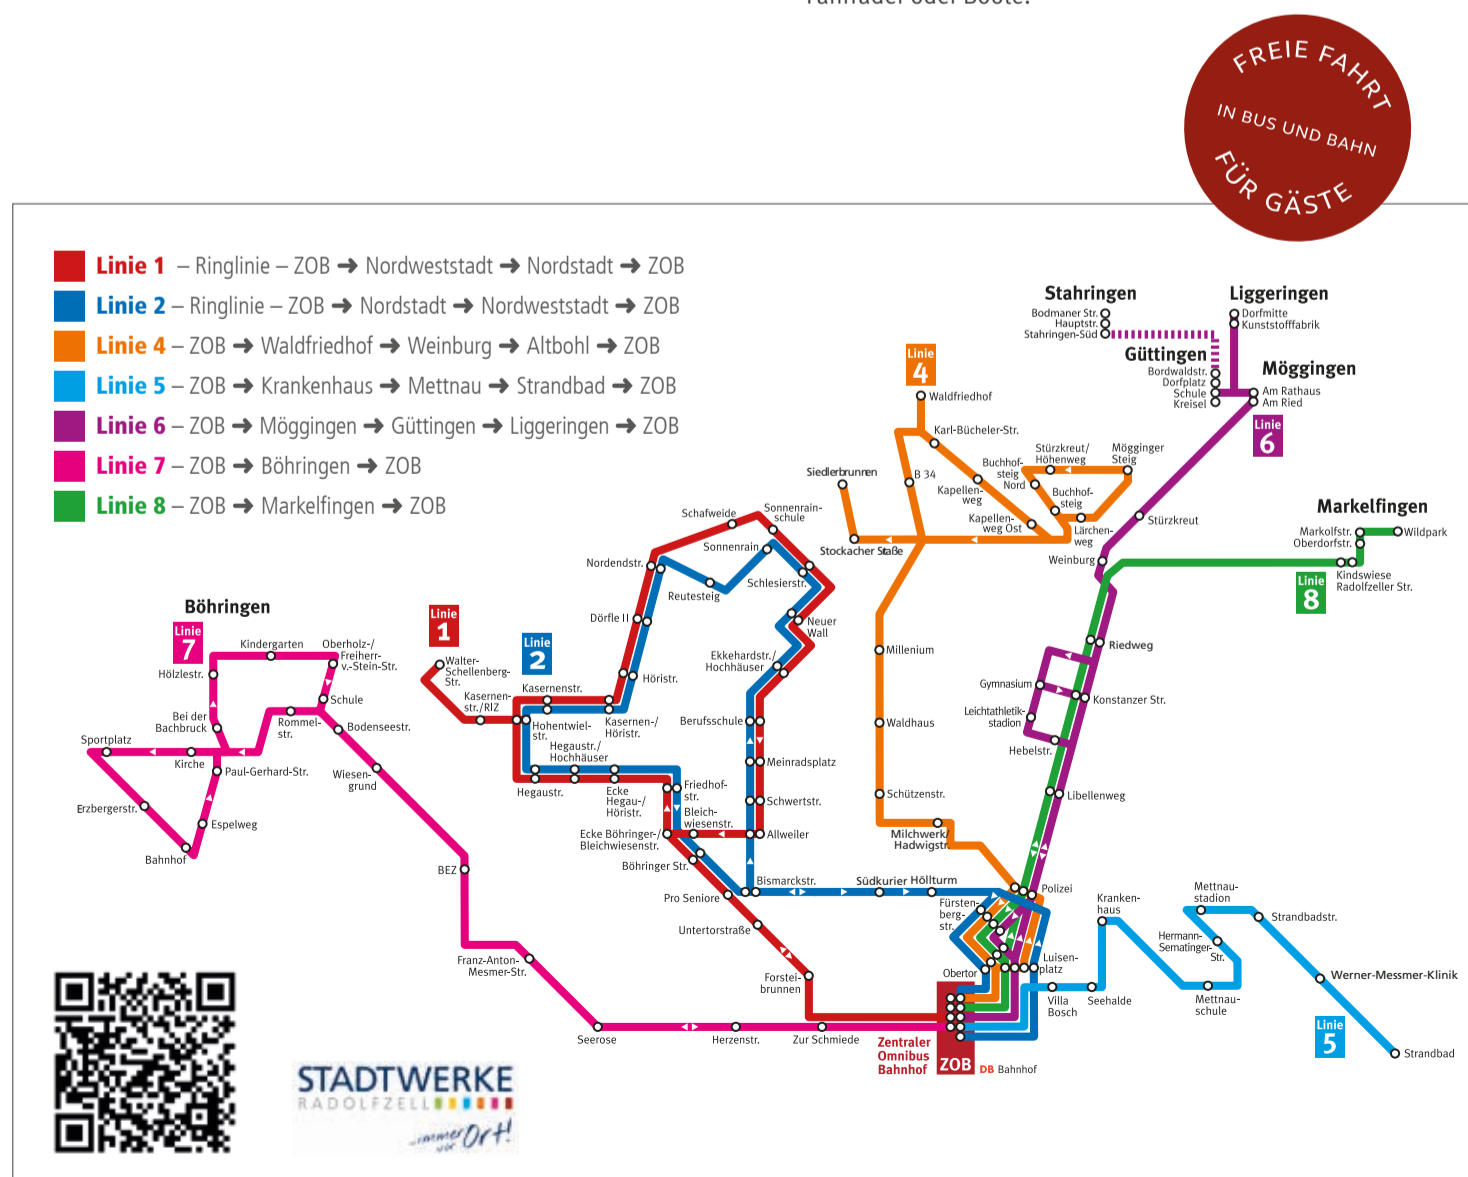 FREIE FAHRT
IN BUS UND BAHN
FÜR GÄSTE
Linie 1 – Ringlinie – ZOB ➜ Nordweststadt ➜ Nordstadt ➜ ZOB
Linie 2 – Ringlinie – ZOB ➜ Nordstadt ➜ Nordweststadt ➜ ZOB
Linie 4 – ZOB ➜ Waldfriedhof ➜ Weinburg ➜ Altbohl ➜ ZOB
Linie 5 – ZOB ➜ Krankenhaus ➜ Mettnau ➜ Strandbad ➜ ZOB
Linie 6 – ZOB ➜ Möggingen ➜ Güttingen ➜ Liggeringen ➜ ZOB
Linie 7 – ZOB ➜ Böhringen ➜ ZOB
Linie 8 – ZOB ➜ Markelfingen ➜ ZOB
Stahringen
Bodmaner Str.
Hauptstr.
Stahringen-Süd
Liggeringen
Dorfmitte
Kunststofffabrik
Güttingen
Bordwaldstr.
Dorfplatz
Schule
Kreisel
Möggingen
Am Rathaus
Am Ried
Linie
6
Stürzkreut
Weinburg
Linie
4
Waldfriedhof
Karl-Bücheler-Str.
B 34
Kapellen-
weg
Kapellen-
weg Ost
Buchhof-
steig
Nord
Stürzkreut/
Höhenweg
Mögginger
Steig
Buchhof-
steig
Lärchen-
weg
Siedlerbrunnen
Stockacher Staße
Millenium
Waldhaus
Schützenstr.
Milchwerk/
Hadwigstr.
Markelfingen
Markolfstr.
Oberdorfstr.
Wildpark
Kindswiese
Radolfzeller Str.
Linie
8
Riedweg
Gymnasium
Konstanzer Str.
Leichtathletik-
stadion
Hebelstr.
Libellenweg
Polizei
Schafweide
Sonnenrain-
schule
Sonnenrain
Nordendstr.
Reutesteig
Schlesierstr.
Dörfle II
Neuer
Wall
Ekkehardstr./
Hochhäuser
Höristr.
Berufsschule
Meinradsplatz
Schwertstr.
Allweiler
Linie
1
Walter-
Schellenberg-
Str.
Kasernen-
str./RIZ
Linie
2
Kasernenstr.
Kasernen-/
Höristr.
Hohentwiel-
str.
Hegaustr./
Hochhäuser
Hegaustr.
Ecke
Hegau-/
Höristr.
Friedhof-
str.
Bleich-
wiesenstr.
Ecke Böhringer-/
Bleichwiesenstr.
Böhringer Str.
Pro Seniore
Bismarckstr.
Südkurier
Höllturm
Untertorstraße
Forstei-
brunnen
Böhringen
Linie
7
Kindergarten
Oberholz-/
Freiherr-
v.-Stein-Str.
Hölzlestr.
Schule
Bei der
Bachbruck
Rommel-
str.
Bodenseestr.
Sportplatz
Kirche
Paul-Gerhard-Str.
Wiesen-
grund
Erzbergerstr.
Espelweg
Bahnhof
BEZ
Franz-Anton-
Mesmer-Str.
Seerose
Herzenstr.
Zur Schmiede
Fürsten-
berg-
str.
Obertor
Luisen-
platz
Zentraler
Omnibus
Bahnhof
ZOB
DB Bahnhof
Villa
Bosch
Seehalde
Kranken-
haus
Mettnau-
stadion
Strandbadstr.
Hermann-
Sernatinger-
Str.
Mettnau-
schule
Werner-Messmer-Klinik
Linie
5
Strandbad
STADTWERKE
RADOLFZELL
...immer
vor Ort!